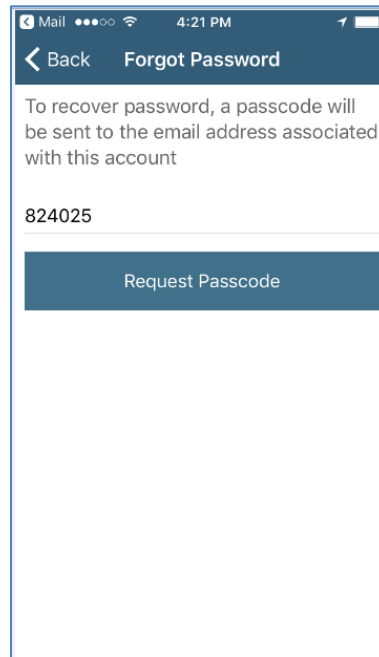 Mail 4:21 PM
Back Forgot Password
To recover password, a passcode will
be sent to the email address associated
with this account
824025
Request Passcode